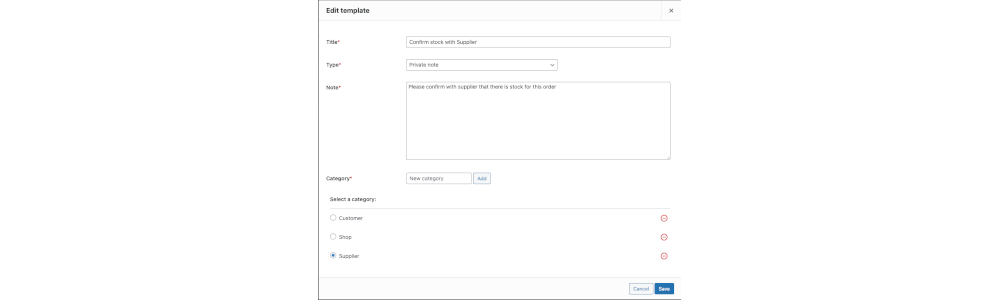 Edit template
Title*
Confirm stock with Supplier
Type*
Private note
Note*
Please confirm with supplier that there is stock for this order
Category*
New category
Add
Select a category:
Customer
Shop
Supplier
Cancel
Save